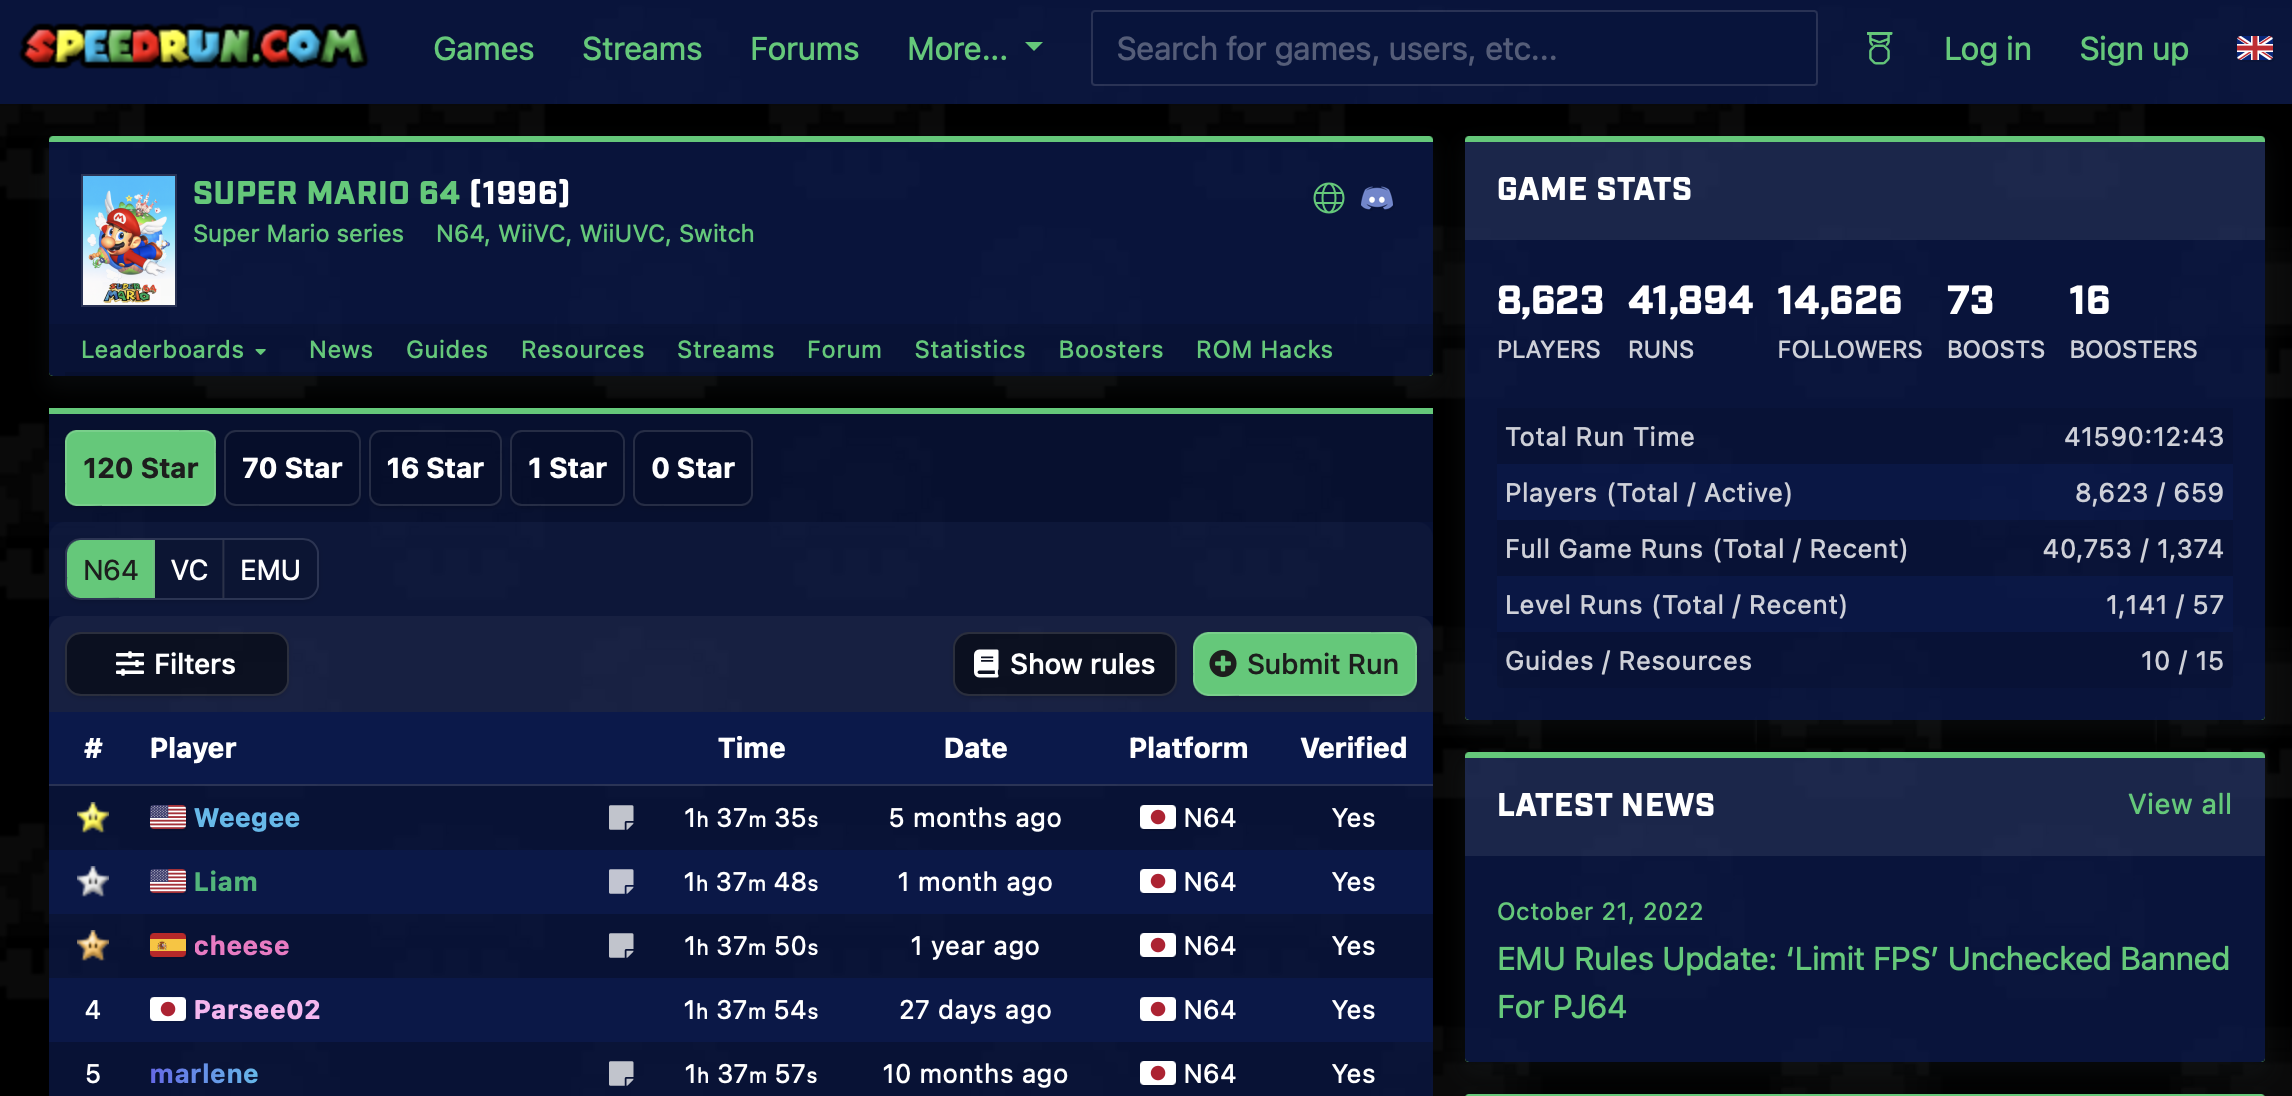 SPEEDRUN.COM
Games Streams Forums More... Search for games, users, etc... Log in Sign up
SUPER MARIO 64 (1996)
Super Mario series N64, WiiVC, WiiUVC, Switch
SUPER MARIO 64
Leaderboards News Guides Resources Streams Forum Statistics Boosters ROM Hacks
120 Star 70 Star 16 Star 1 Star 0 Star
N64 VC EMU
Filters Show rules Submit Run
# Player Time Date Platform Verified
Weegee 1h 37m 35s 5 months ago N64 Yes
Liam 1h 37m 48s 1 month ago N64 Yes
cheese 1h 37m 50s 1 year ago N64 Yes
4 Parsee02 1h 37m 54s 27 days ago N64 Yes
5 marlene 1h 37m 57s 10 months ago N64 Yes
GAME STATS
8,623 41,894 14,626 73 16
PLAYERS RUNS FOLLOWERS BOOSTS BOOSTERS
Total Run Time 41590:12:43
Players (Total / Active) 8,623 / 659
Full Game Runs (Total / Recent) 40,753 / 1,374
Level Runs (Total / Recent) 1,141 / 57
Guides / Resources 10 / 15
LATEST NEWS View all
October 21, 2022
EMU Rules Update: ‘Limit FPS’ Unchecked Banned
For PJ64